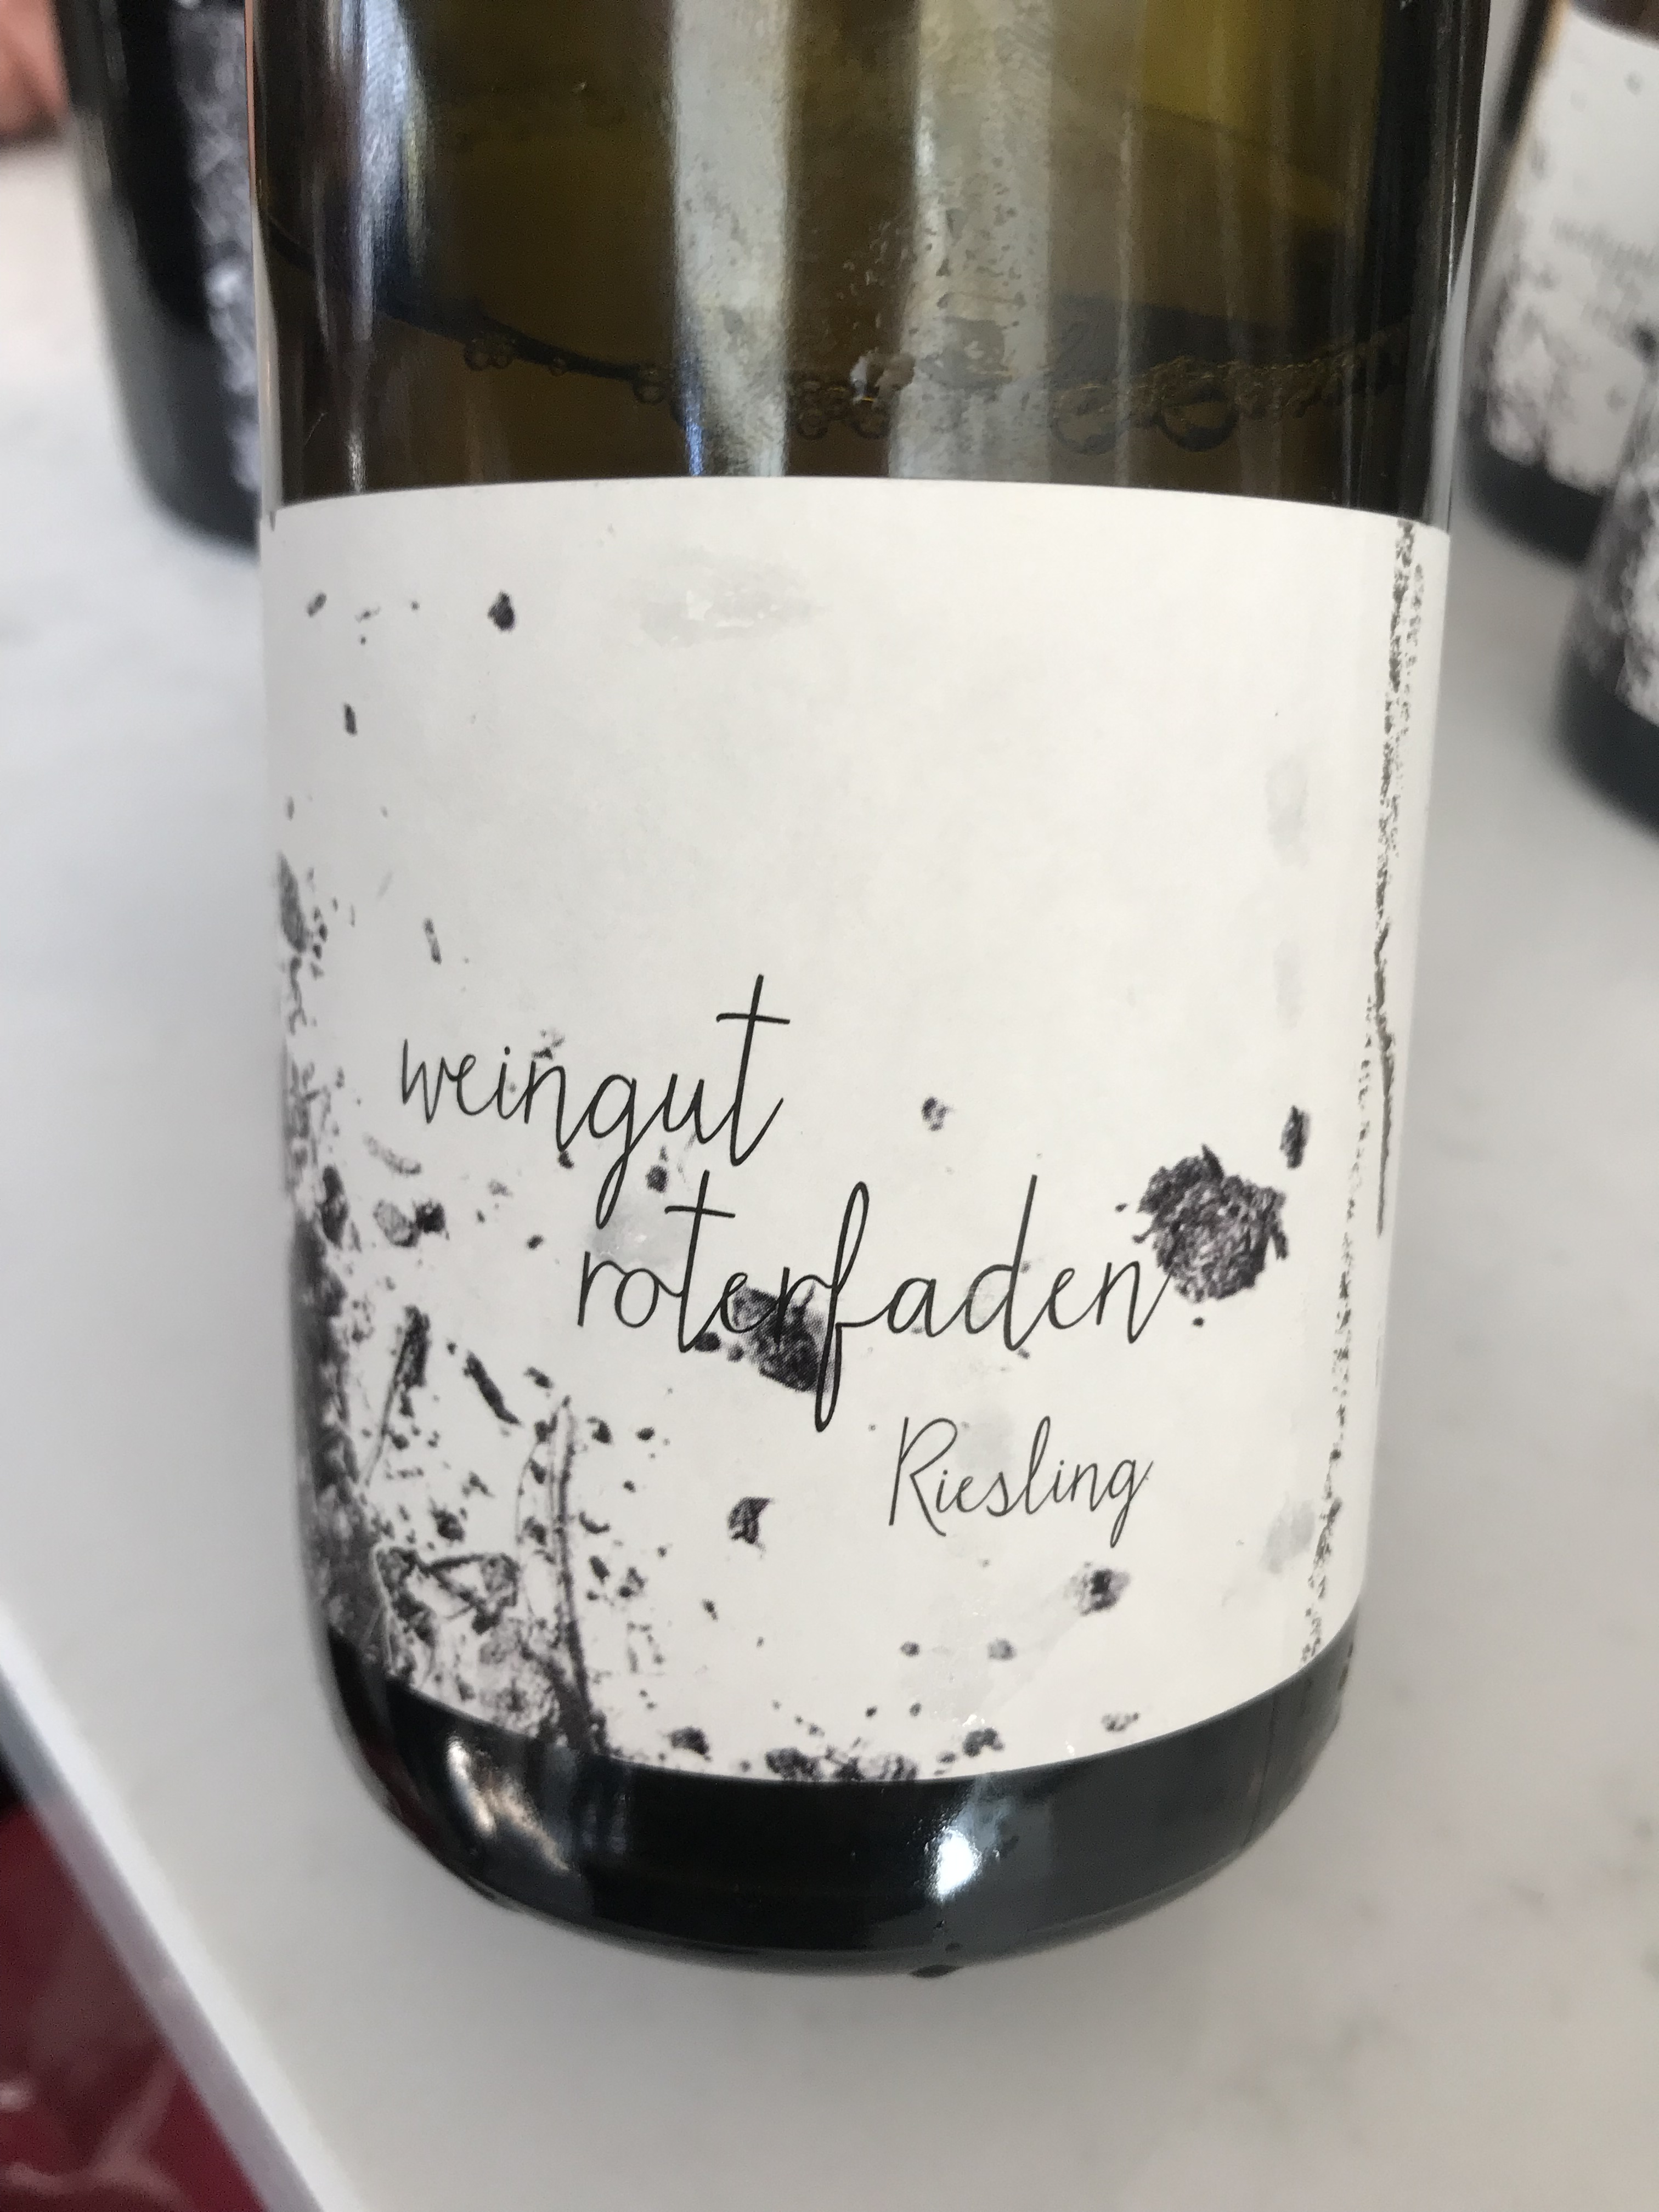 weingut
roterfaden
Riesling